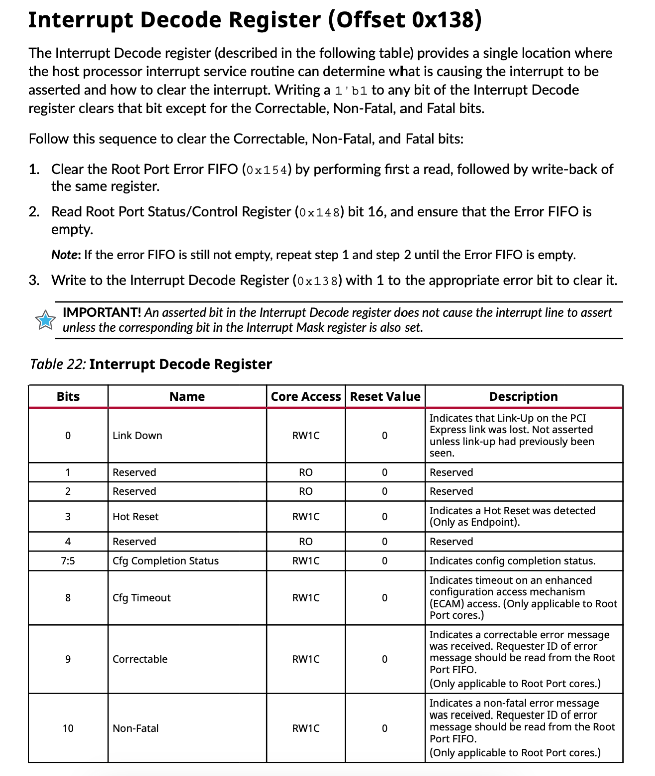 Interrupt Decode Register (Offset 0x138)
The Interrupt Decode register (described in the following table) provides a single location where
the host processor interrupt service routine can determine what is causing the interrupt to be
asserted and how to clear the interrupt. Writing a 1'b1 to any bit of the Interrupt Decode
register clears that bit except for the Correctable, Non-Fatal, and Fatal bits.
Follow this sequence to clear the Correctable, Non-Fatal, and Fatal bits:
1. Clear the Root Port Error FIFO (0x154) by performing first a read, followed by write-back of
the same register.
2. Read Root Port Status/Control Register (0x148) bit 16, and ensure that the Error FIFO is
empty.
Note: If the error FIFO is still not empty, repeat step 1 and step 2 until the Error FIFO is empty.
3. Write to the Interrupt Decode Register (0x138) with 1 to the appropriate error bit to clear it.
IMPORTANT! An asserted bit in the Interrupt Decode register does not cause the interrupt line to assert
unless the corresponding bit in the Interrupt Mask register is also set.
Table 22: Interrupt Decode Register
Bits Name Core Access Reset Value Description
0 Link Down RW1C 0 Indicates that Link-Up on the PCI
Express link was lost. Not asserted
unless link-up had previously been
seen.
1 Reserved RO 0 Reserved
2 Reserved RO 0 Reserved
3 Hot Reset RW1C 0 Indicates a Hot Reset was detected
(Only as Endpoint).
4 Reserved RO 0 Reserved
7:5 Cfg Completion Status RW1C 0 Indicates config completion status.
8 Cfg Timeout RW1C 0 Indicates timeout on an enhanced
configuration access mechanism
(ECAM) access. (Only applicable to Root
Port cores.)
9 Correctable RW1C 0 Indicates a correctable error message
was received. Requester ID of error
message should be read from the Root
Port FIFO.
(Only applicable to Root Port cores.)
10 Non-Fatal RW1C 0 Indicates a non-fatal error message
was received. Requester ID of error
message should be read from the Root
Port FIFO.
(Only applicable to Root Port cores.)